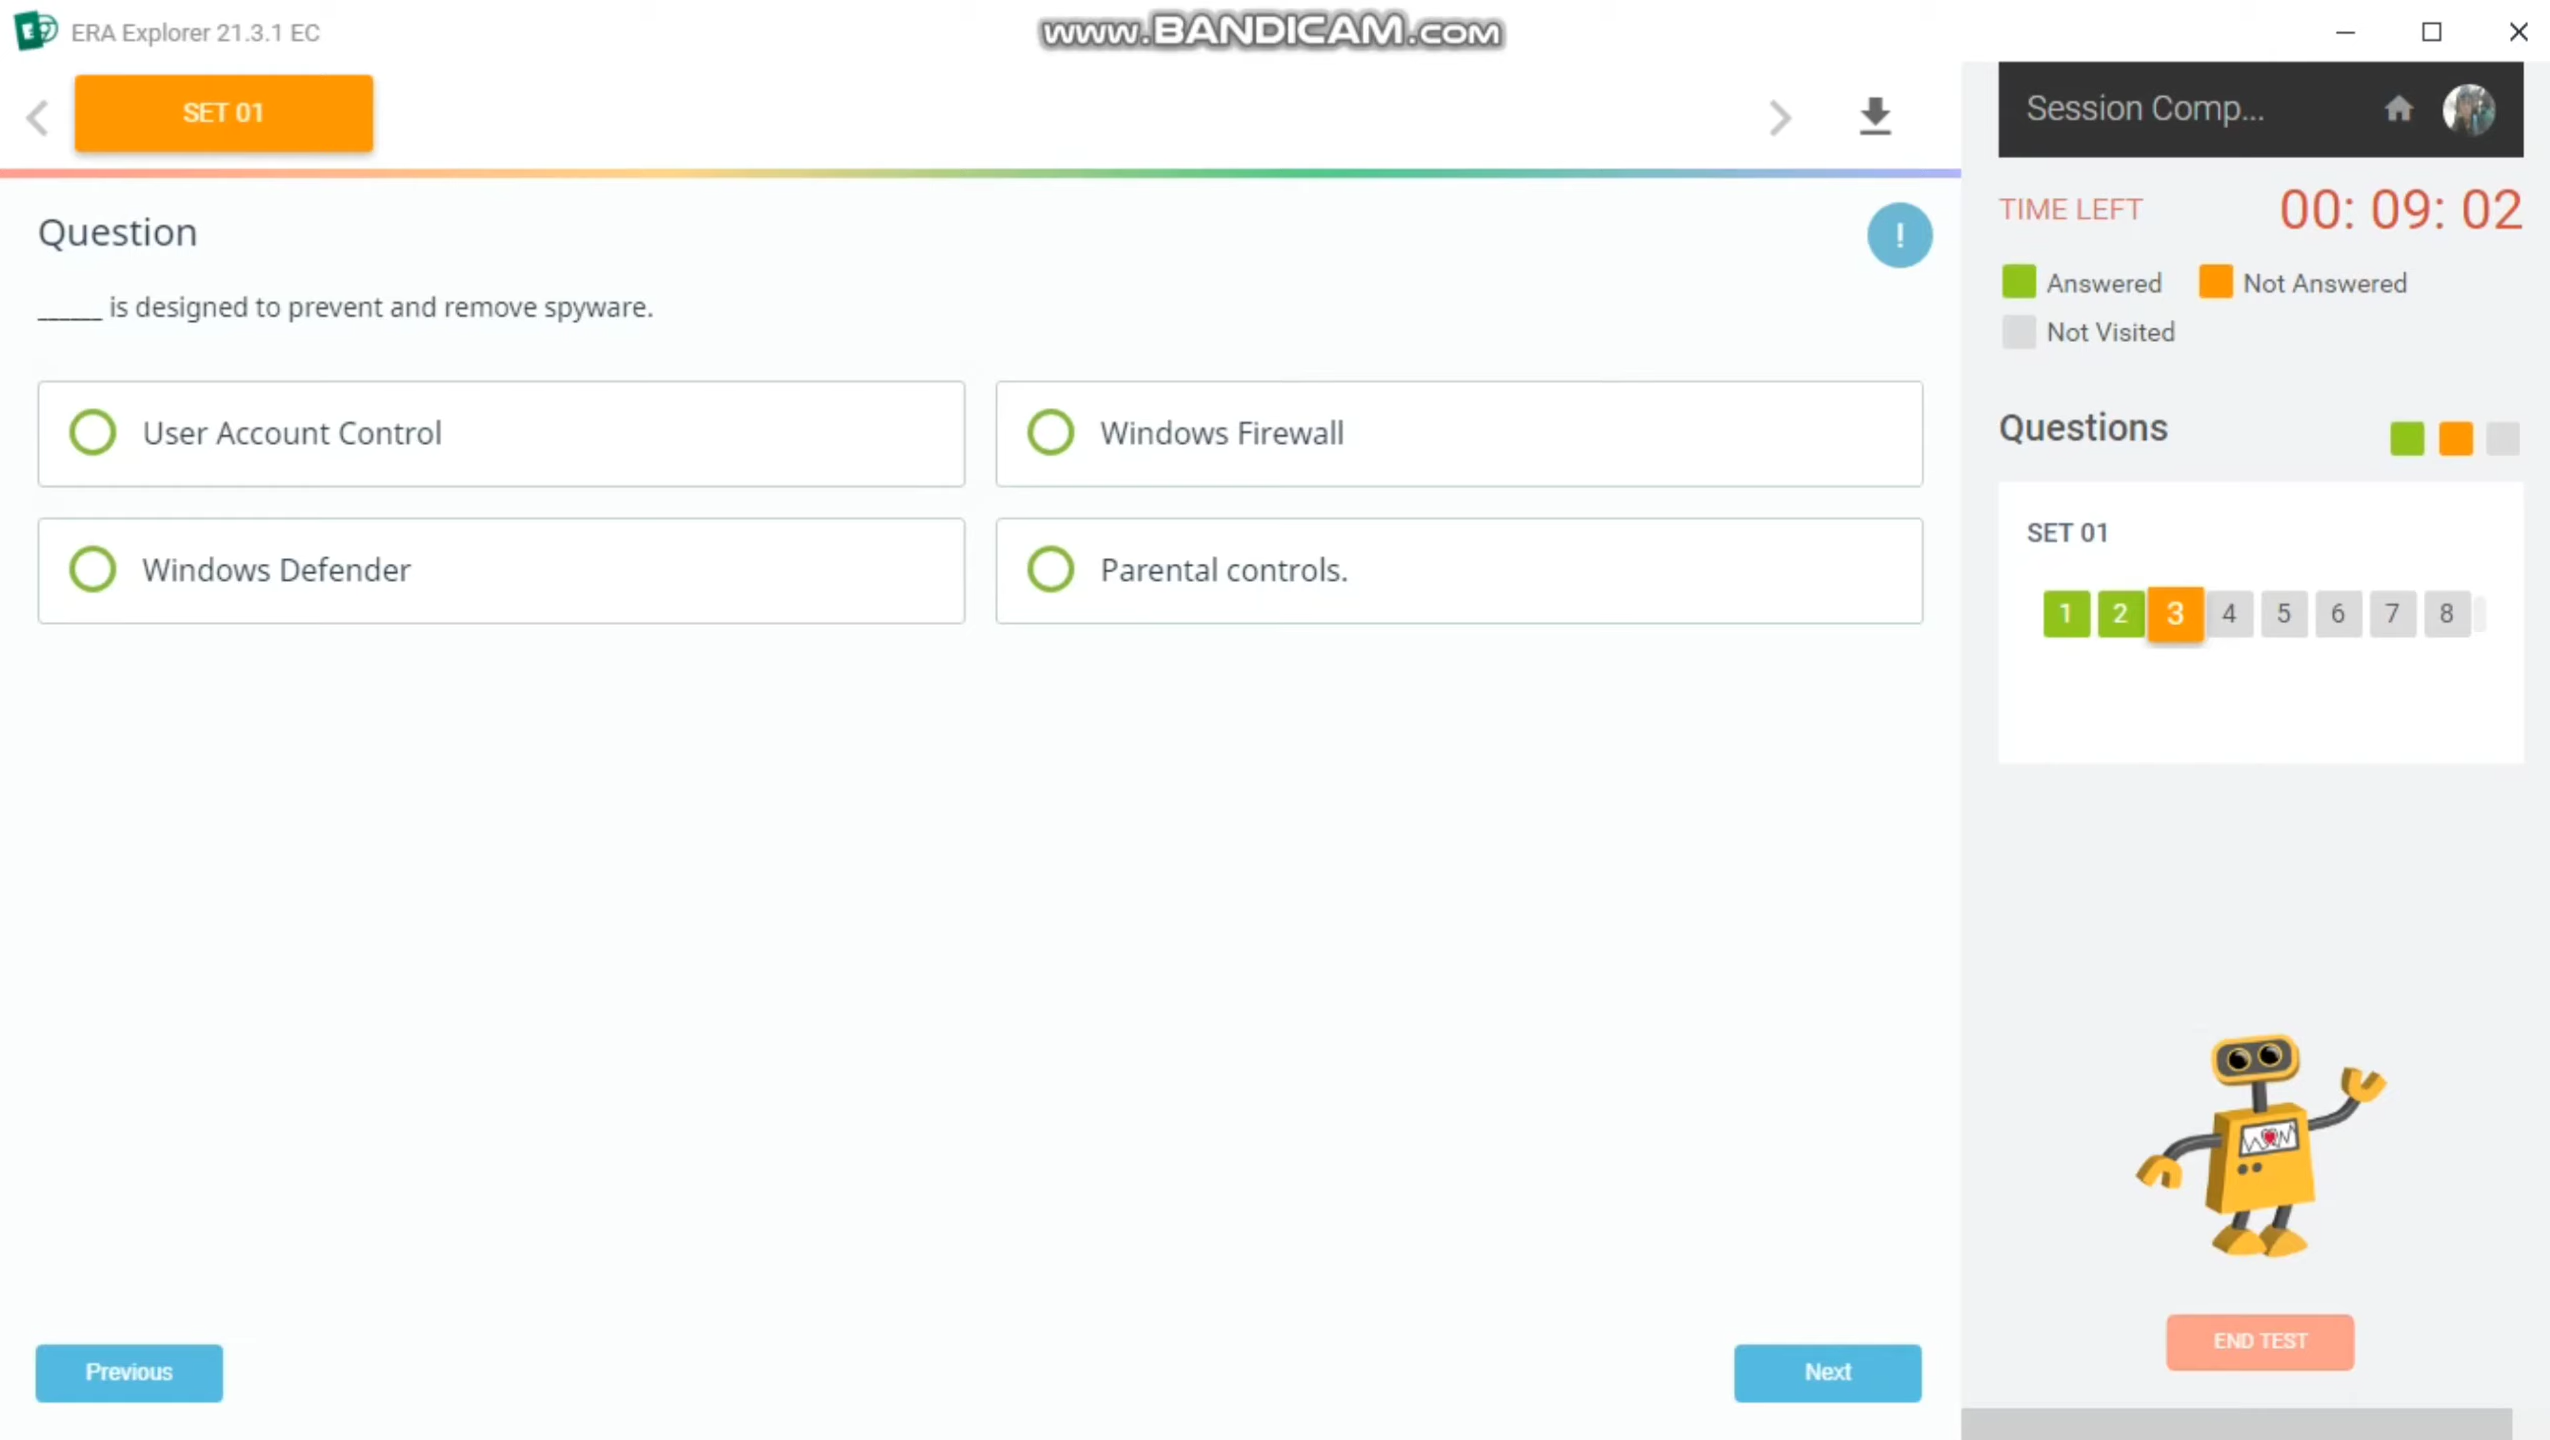 ERA Explorer 21.3.1 EC
www.BANDICAM.com
SET 01
Session Comp...
TIME LEFT 00: 09: 02
Answered Not Answered
Not Visited
Question
!
______ is designed to prevent and remove spyware.
User Account Control
Windows Firewall
Windows Defender
Parental controls.
Questions
SET 01
1 2 3 4 5 6 7 8
END TEST
Previous
Next